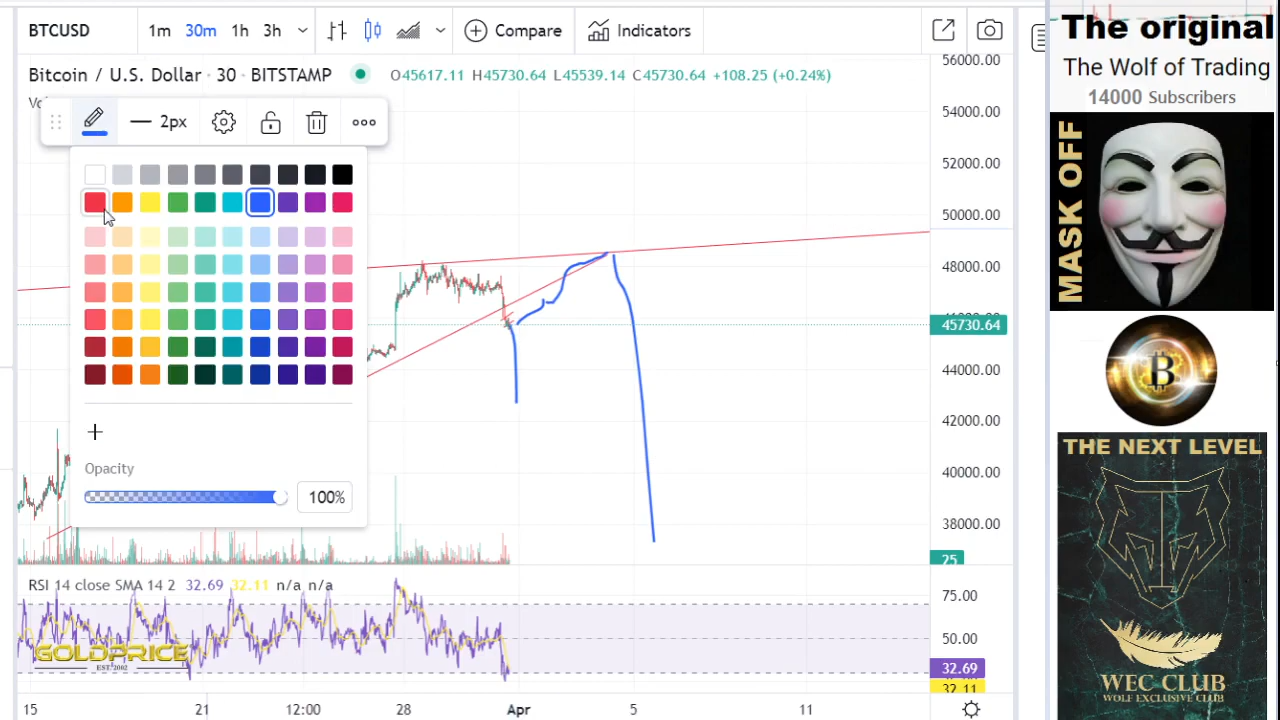 BTCUSD
1m 30m 1h 3h
Compare
Indicators
Bitcoin / U.S. Dollar · 30 · BITSTAMP
O45617.11 H45730.64 L45539.14 C45730.64 +108.25 (+0.24%)
2px
Opacity
100%
56000.00
54000.00
52000.00
50000.00
48000.00
45730.64
44000.00
42000.00
40000.00
38000.00
25
RSI 14 close SMA 14 2 32.69 32.11 n/a n/a
75.00
50.00
32.69
32.11
GOLDPRICE
EST. 2002
15 21 12:00 28 Apr 5 11
The original
The Wolf of Trading
14000 Subscribers
MASK OFF
THE NEXT LEVEL
WEC CLUB
WOLF EXCLUSIVE CLUB